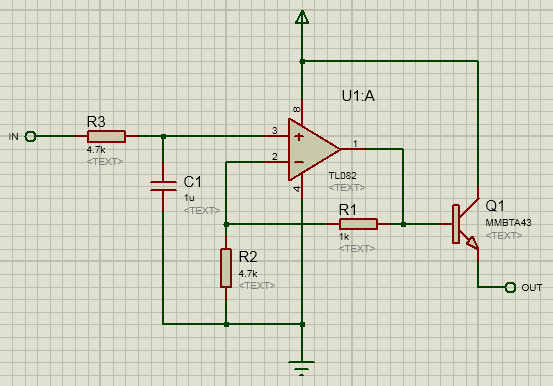 U1:A
8
R3
IN
3
4.7k
<TEXT>
2
1
C1
1u
<TEXT>
4
TL082
<TEXT>
R1
1k
<TEXT>
Q1
MMBTA43
<TEXT>
R2
4.7k
<TEXT>
OUT